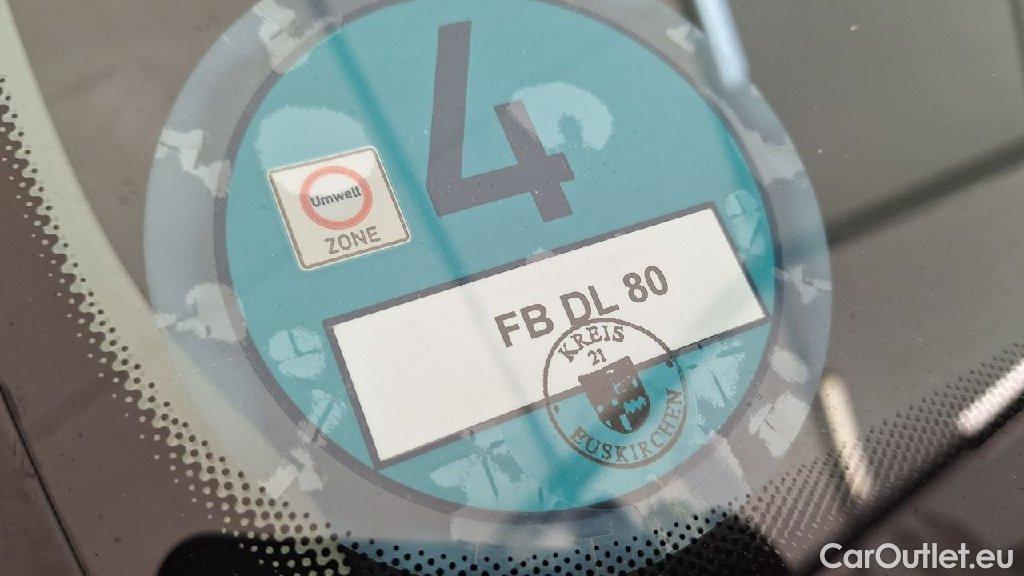 4
Umwelt
ZONE
FB DL 80
KREIS
21
EUSKIRCHEN
CarOutlet.eu